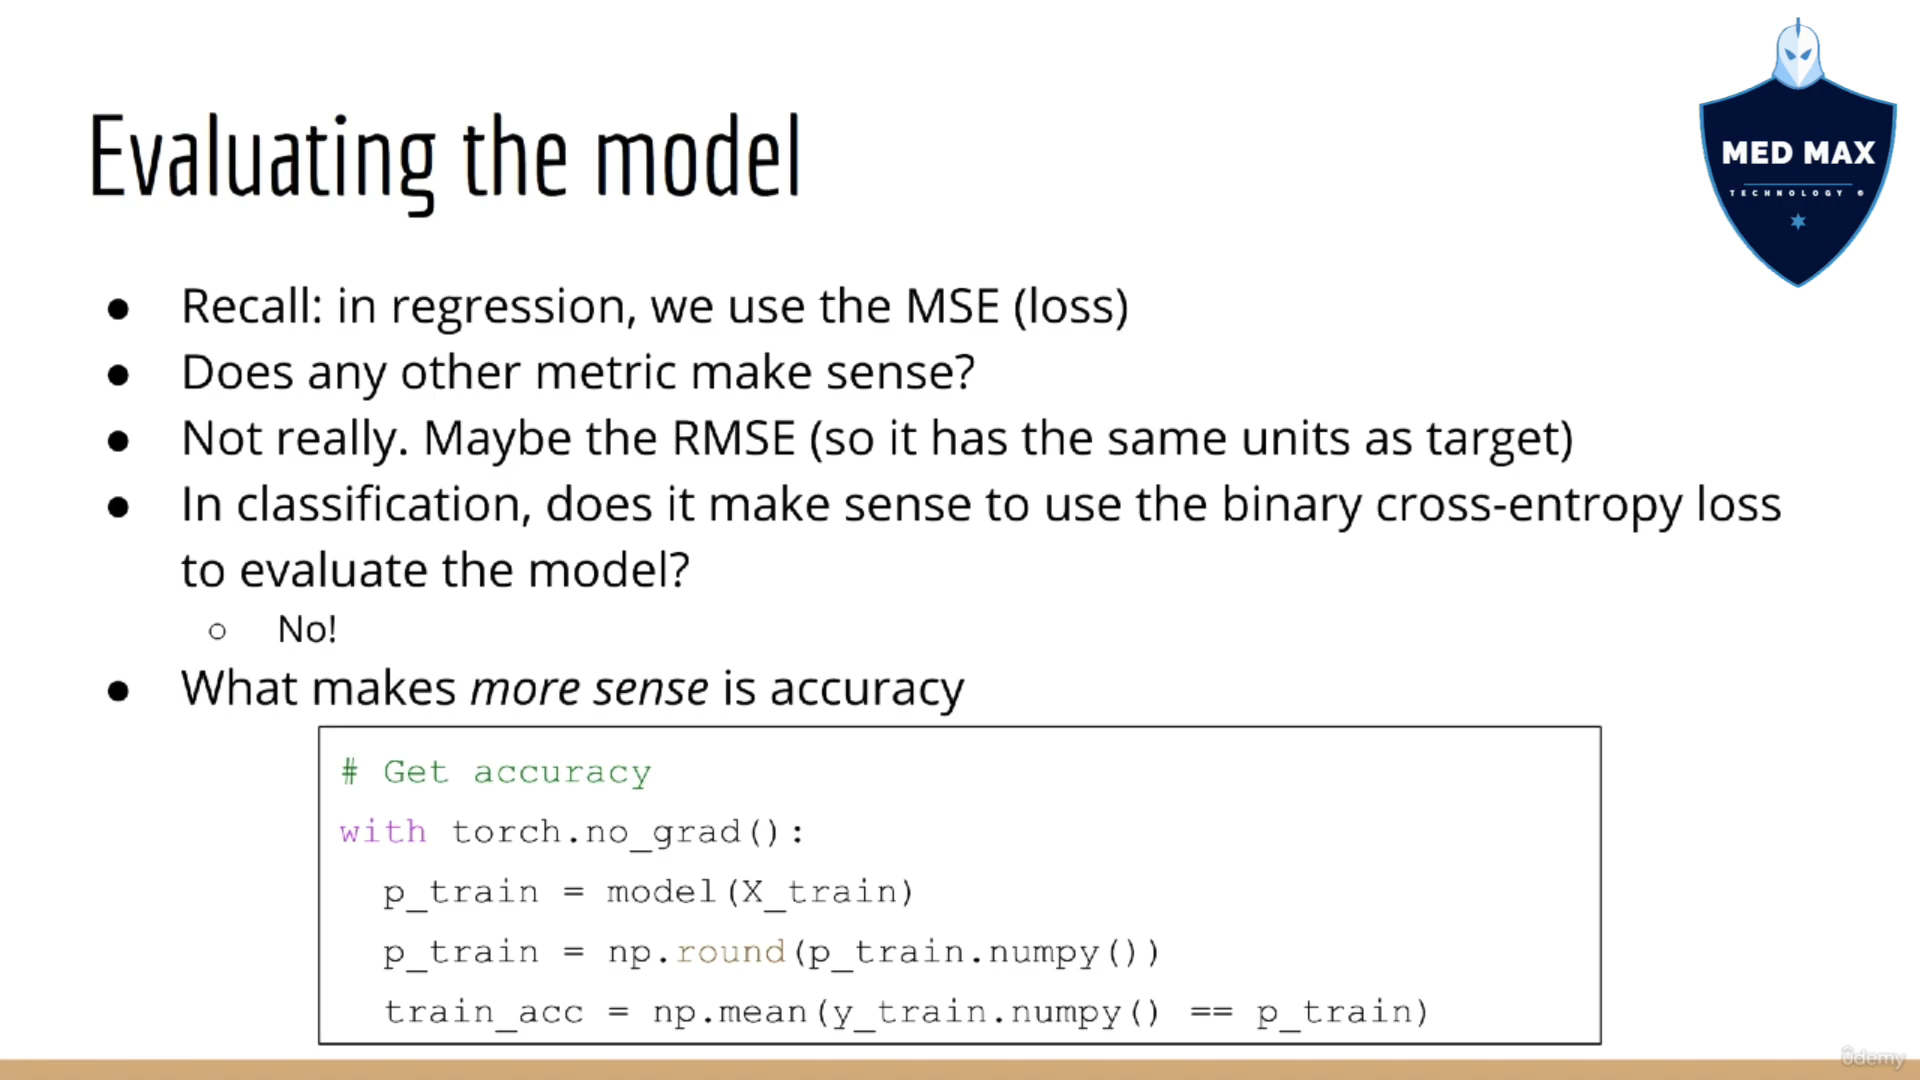 Evaluating the model
MED MAX
TECHNOLOGY ®
● Recall: in regression, we use the MSE (loss)
● Does any other metric make sense?
● Not really. Maybe the RMSE (so it has the same units as target)
● In classification, does it make sense to use the binary cross-entropy loss
to evaluate the model?
○ No!
● What makes more sense is accuracy
# Get accuracy
with torch.no_grad():
p_train = model(X_train)
p_train = np.round(p_train.numpy())
train_acc = np.mean(y_train.numpy() == p_train)
ûdemy